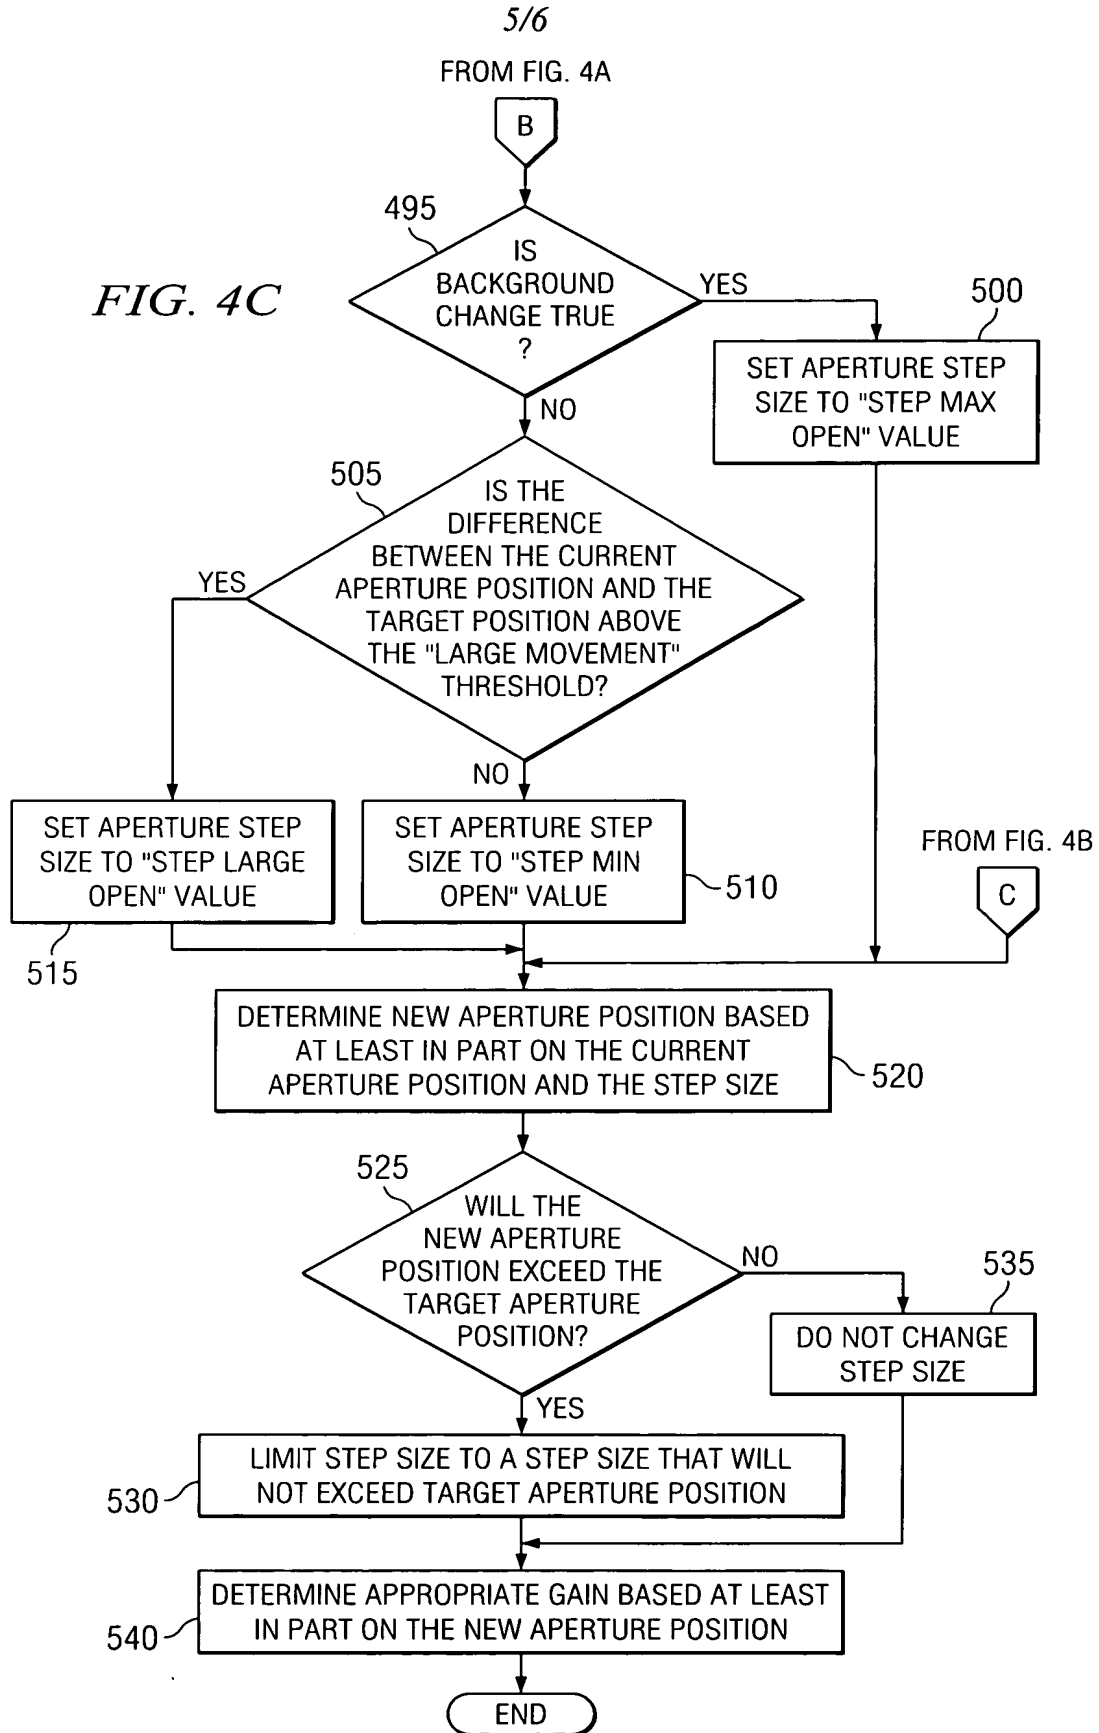 5/6
FROM FIG. 4A
B
495
IS
BACKGROUND
CHANGE TRUE
?
YES
NO
FIG. 4C
500
SET APERTURE STEP
SIZE TO "STEP MAX
OPEN" VALUE
505
IS THE
DIFFERENCE
BETWEEN THE CURRENT
APERTURE POSITION AND THE
TARGET POSITION ABOVE
THE "LARGE MOVEMENT"
THRESHOLD?
YES
NO
SET APERTURE STEP
SIZE TO "STEP LARGE
OPEN" VALUE
515
SET APERTURE STEP
SIZE TO "STEP MIN
OPEN" VALUE
510
FROM FIG. 4B
C
DETERMINE NEW APERTURE POSITION BASED
AT LEAST IN PART ON THE CURRENT
APERTURE POSITION AND THE STEP SIZE
520
525
WILL THE
NEW APERTURE
POSITION EXCEED THE
TARGET APERTURE
POSITION?
NO
YES
535
DO NOT CHANGE
STEP SIZE
LIMIT STEP SIZE TO A STEP SIZE THAT WILL
NOT EXCEED TARGET APERTURE POSITION
530
DETERMINE APPROPRIATE GAIN BASED AT LEAST
IN PART ON THE NEW APERTURE POSITION
540
END